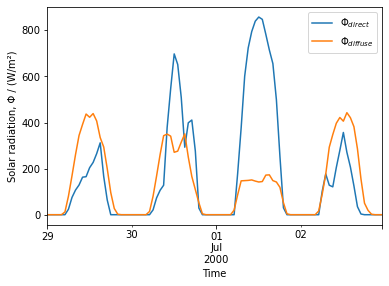 Solar radiation, Φ / (W/m²)
800
600
400
200
0
Φdirect
Φdiffuse
29
30
01
02
Jul
2000
Time